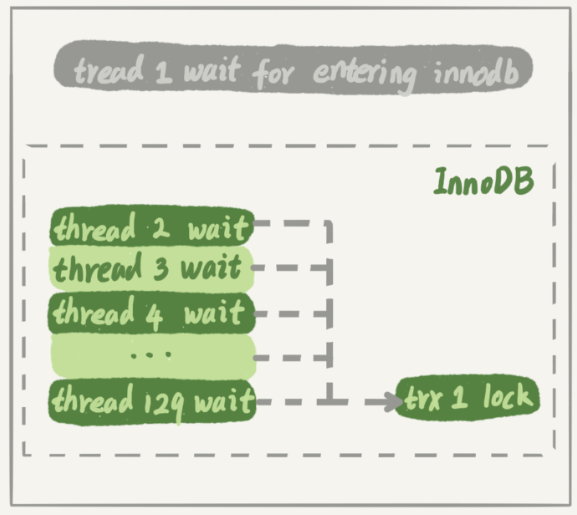 tread 1 wait for entering innodb
InnoDB
thread 2 wait
thread 3 wait
thread 4 wait
...
thread 129 wait
trx 1 lock